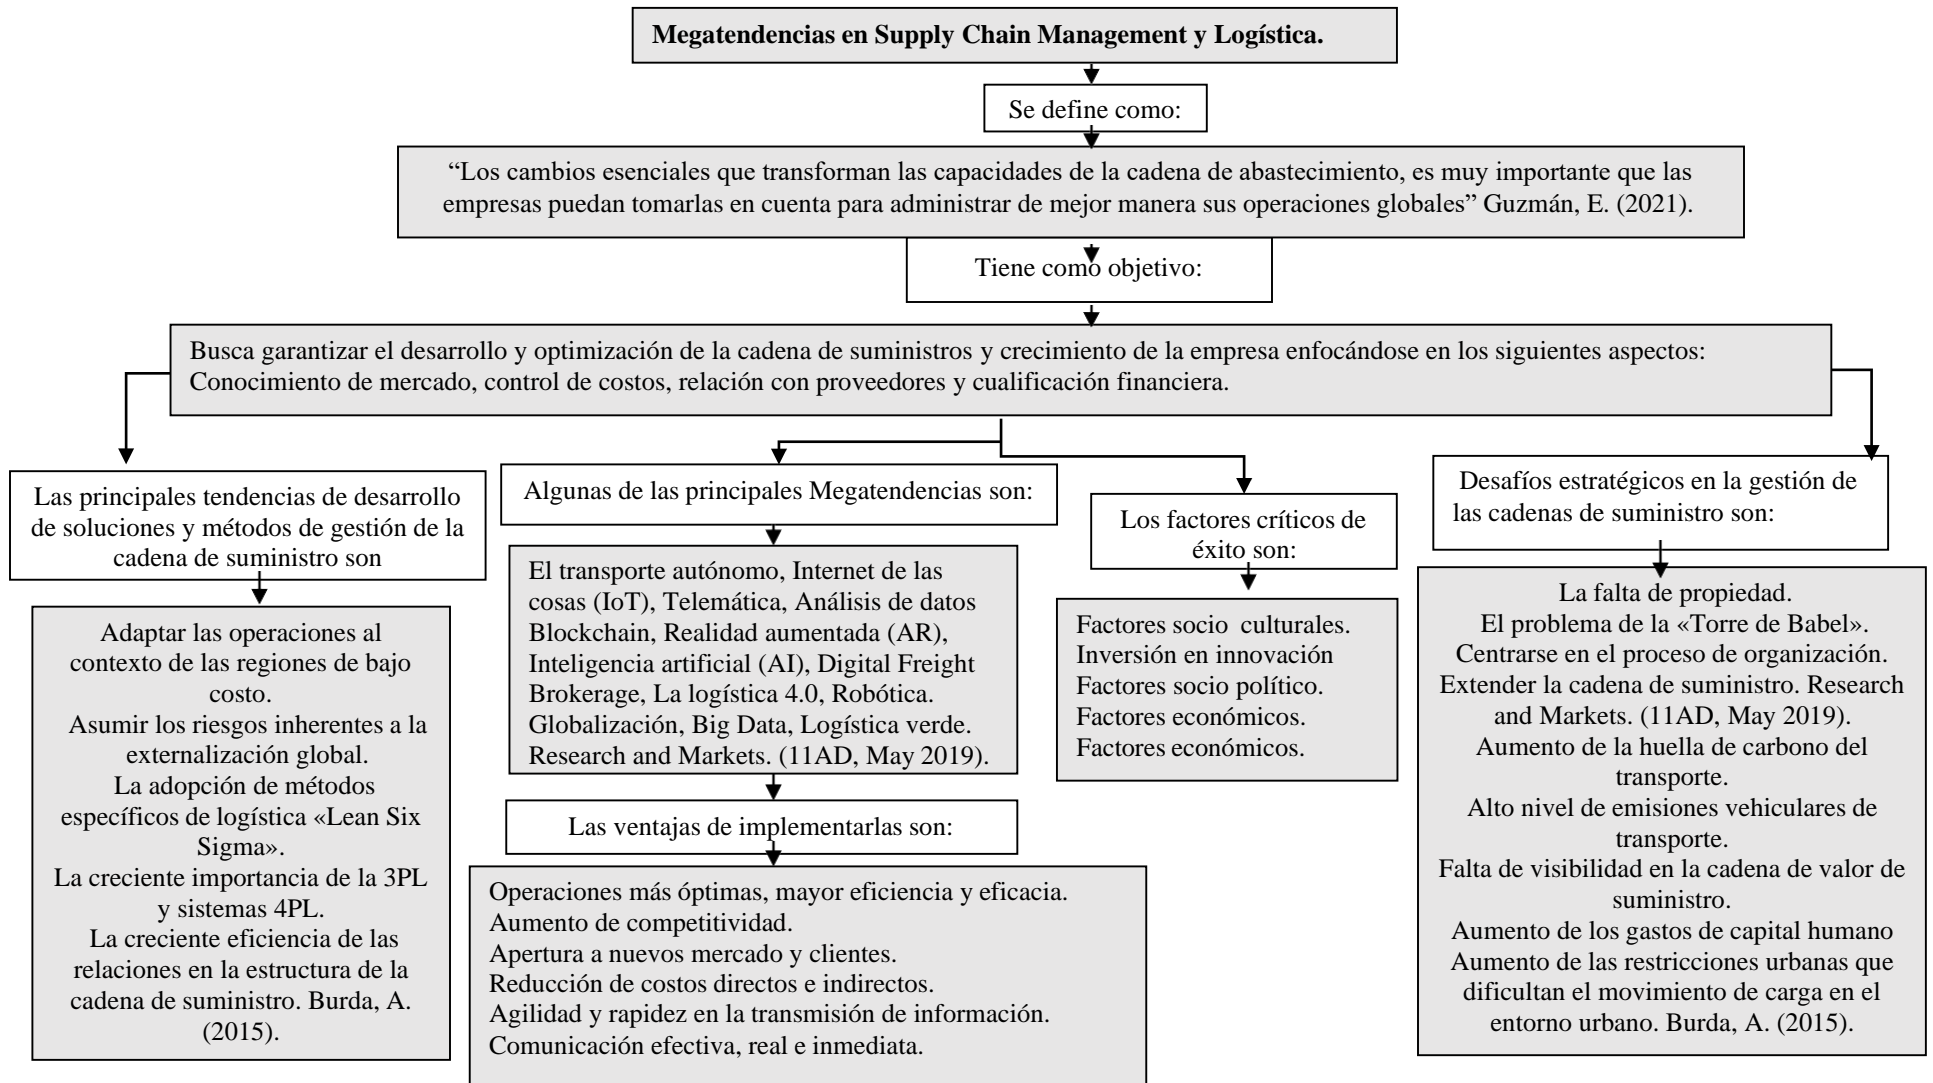 Megatendencias en Supply Chain Management y Logística.
Se define como:
“Los cambios esenciales que transforman las capacidades de la cadena de abastecimiento, es muy importante que las
empresas puedan tomarlas en cuenta para administrar de mejor manera sus operaciones globales” Guzmán, E. (2021).
Tiene como objetivo:
Busca garantizar el desarrollo y optimización de la cadena de suministros y crecimiento de la empresa enfocándose en los siguientes aspectos:
Conocimiento de mercado, control de costos, relación con proveedores y cualificación financiera.
Las principales tendencias de desarrollo
de soluciones y métodos de gestión de la
cadena de suministro son
Adaptar las operaciones al
contexto de las regiones de bajo
costo.
Asumir los riesgos inherentes a la
externalización global.
La adopción de métodos
específicos de logística «Lean Six
Sigma».
La creciente importancia de la 3PL
y sistemas 4PL.
La creciente eficiencia de las
relaciones en la estructura de la
cadena de suministro. Burda, A.
(2015).
Algunas de las principales Megatendencias son:
El transporte autónomo, Internet de las
cosas (IoT), Telemática, Análisis de datos
Blockchain, Realidad aumentada (AR),
Inteligencia artificial (AI), Digital Freight
Brokerage, La logística 4.0, Robótica.
Globalización, Big Data, Logística verde.
Research and Markets. (11AD, May 2019).
Las ventajas de implementarlas son:
Operaciones más óptimas, mayor eficiencia y eficacia.
Aumento de competitividad.
Apertura a nuevos mercado y clientes.
Reducción de costos directos e indirectos.
Agilidad y rapidez en la transmisión de información.
Comunicación efectiva, real e inmediata.
Los factores críticos de
éxito son:
Factores socio culturales.
Inversión en innovación
Factores socio político.
Factores económicos.
Factores económicos.
Desafíos estratégicos en la gestión de
las cadenas de suministro son:
La falta de propiedad.
El problema de la «Torre de Babel».
Centrarse en el proceso de organización.
Extender la cadena de suministro. Research
and Markets. (11AD, May 2019).
Aumento de la huella de carbono del
transporte.
Alto nivel de emisiones vehiculares de
transporte.
Falta de visibilidad en la cadena de valor de
suministro.
Aumento de los gastos de capital humano
Aumento de las restricciones urbanas que
dificultan el movimiento de carga en el
entorno urbano. Burda, A. (2015).